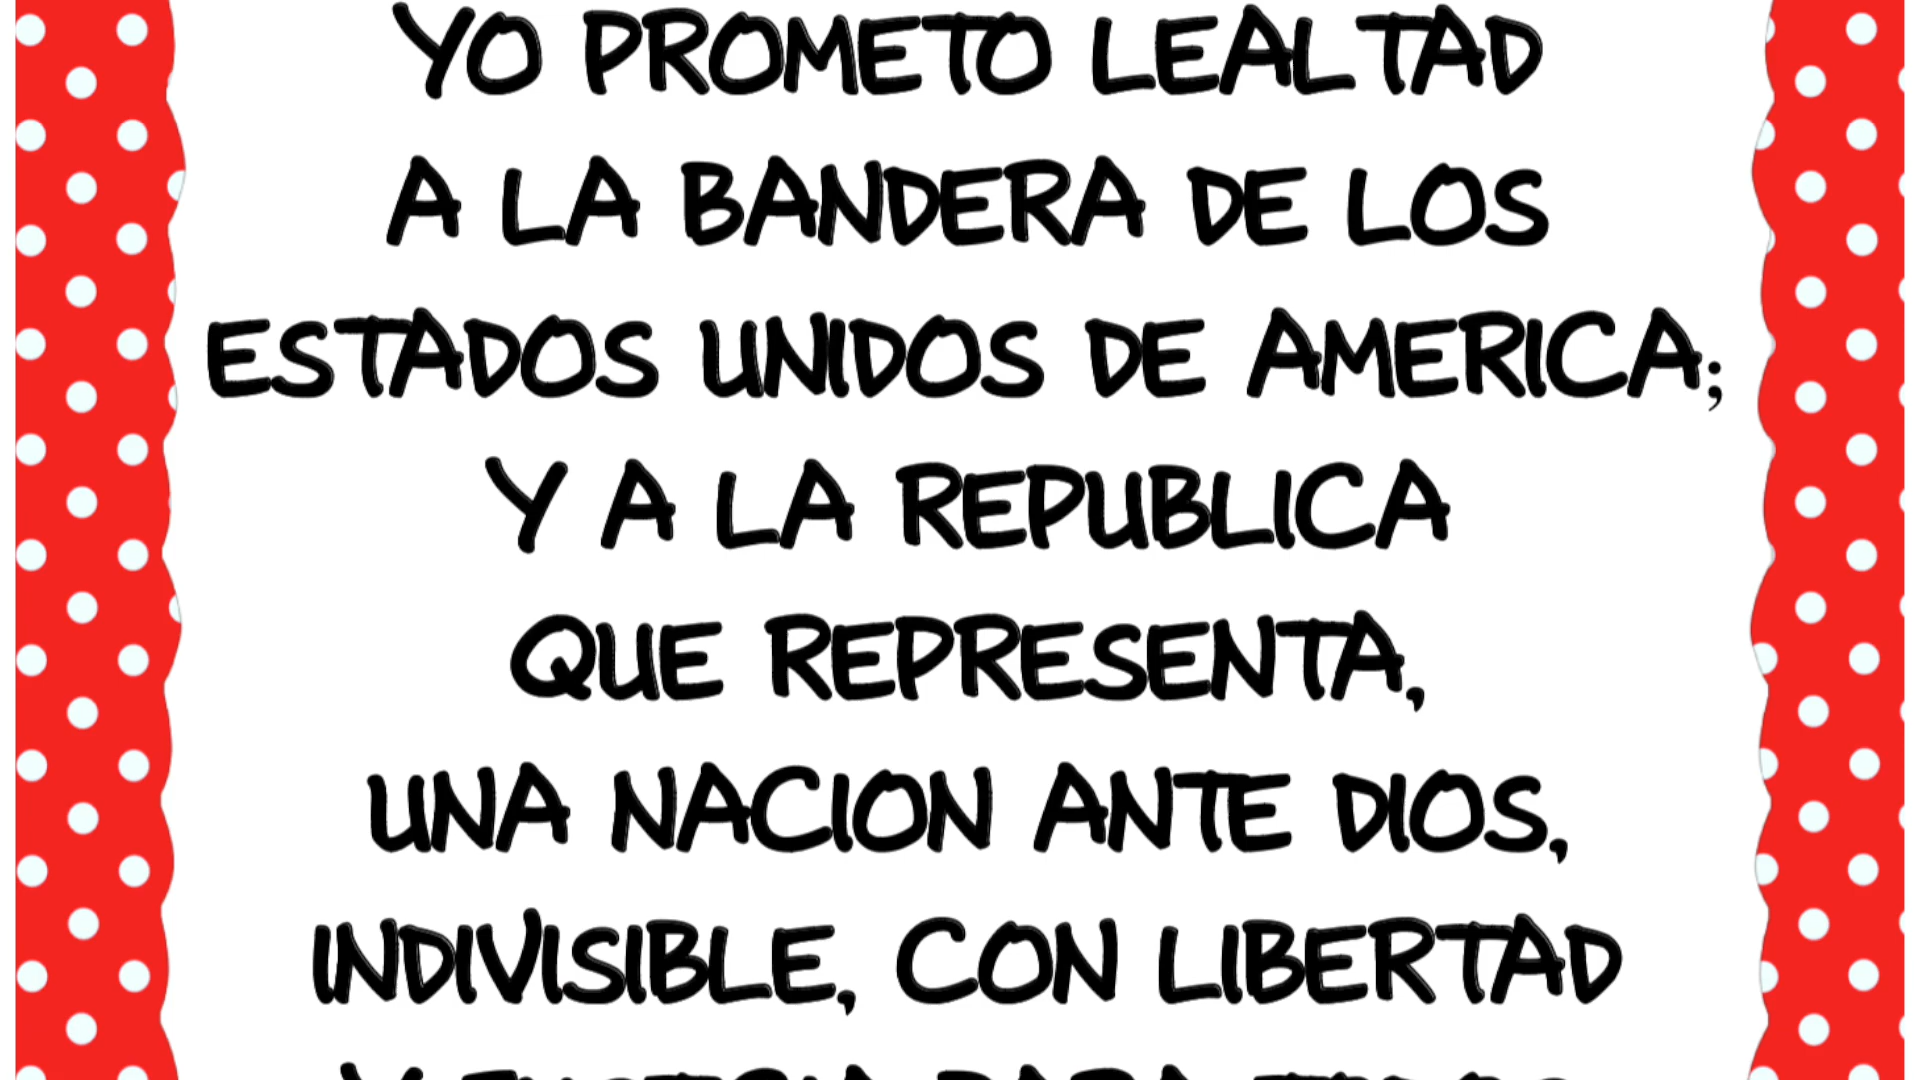 YO PROMETO LEALTAD
A LA BANDERA DE LOS
ESTADOS UNIDOS DE AMERICA;
Y A LA REPUBLICA
QUE REPRESENTA,
UNA NACION ANTE DIOS,
INDIVISIBLE, CON LIBERTAD